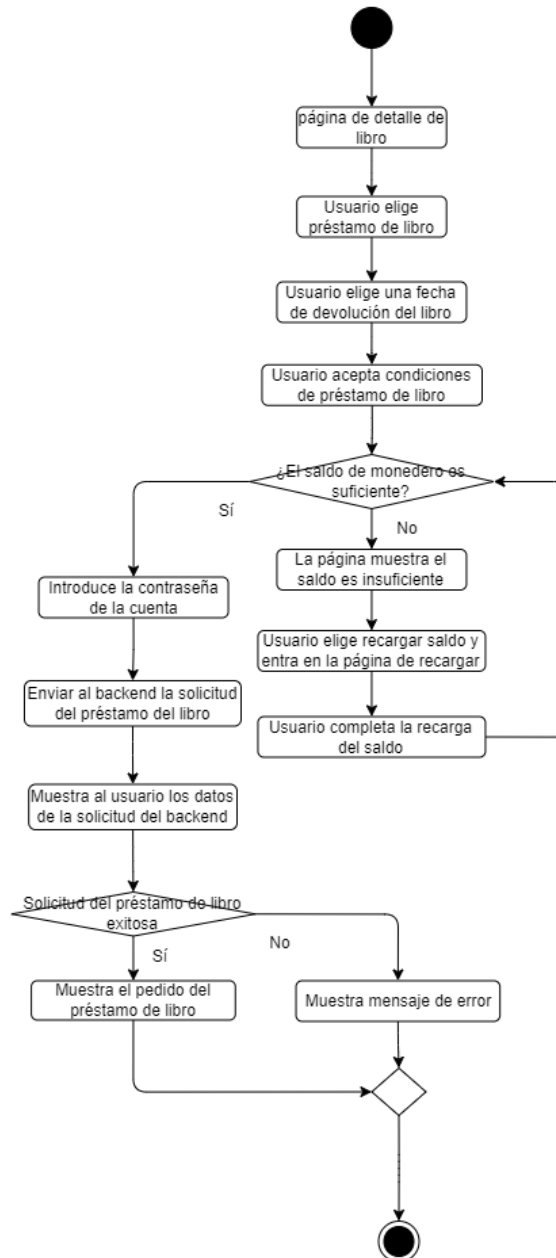 página de detalle de
libro
Usuario elige
préstamo de libro
Usuario elige una fecha
de devolución del libro
Usuario acepta condiciones
de préstamo de libro
¿El saldo de monedero es
suficiente?
Sí
No
La página muestra el
saldo es insuficiente
Introduce la contraseña
de la cuenta
Usuario elige recargar saldo y
entra en la página de recargar
Enviar al backend la solicitud
del préstamo del libro
Usuario completa la recarga
del saldo
Muestra al usuario los datos
de la solicitud del backend
Solicitud del préstamo de libro
exitosa
Sí
No
Muestra el pedido del
préstamo de libro
Muestra mensaje de error